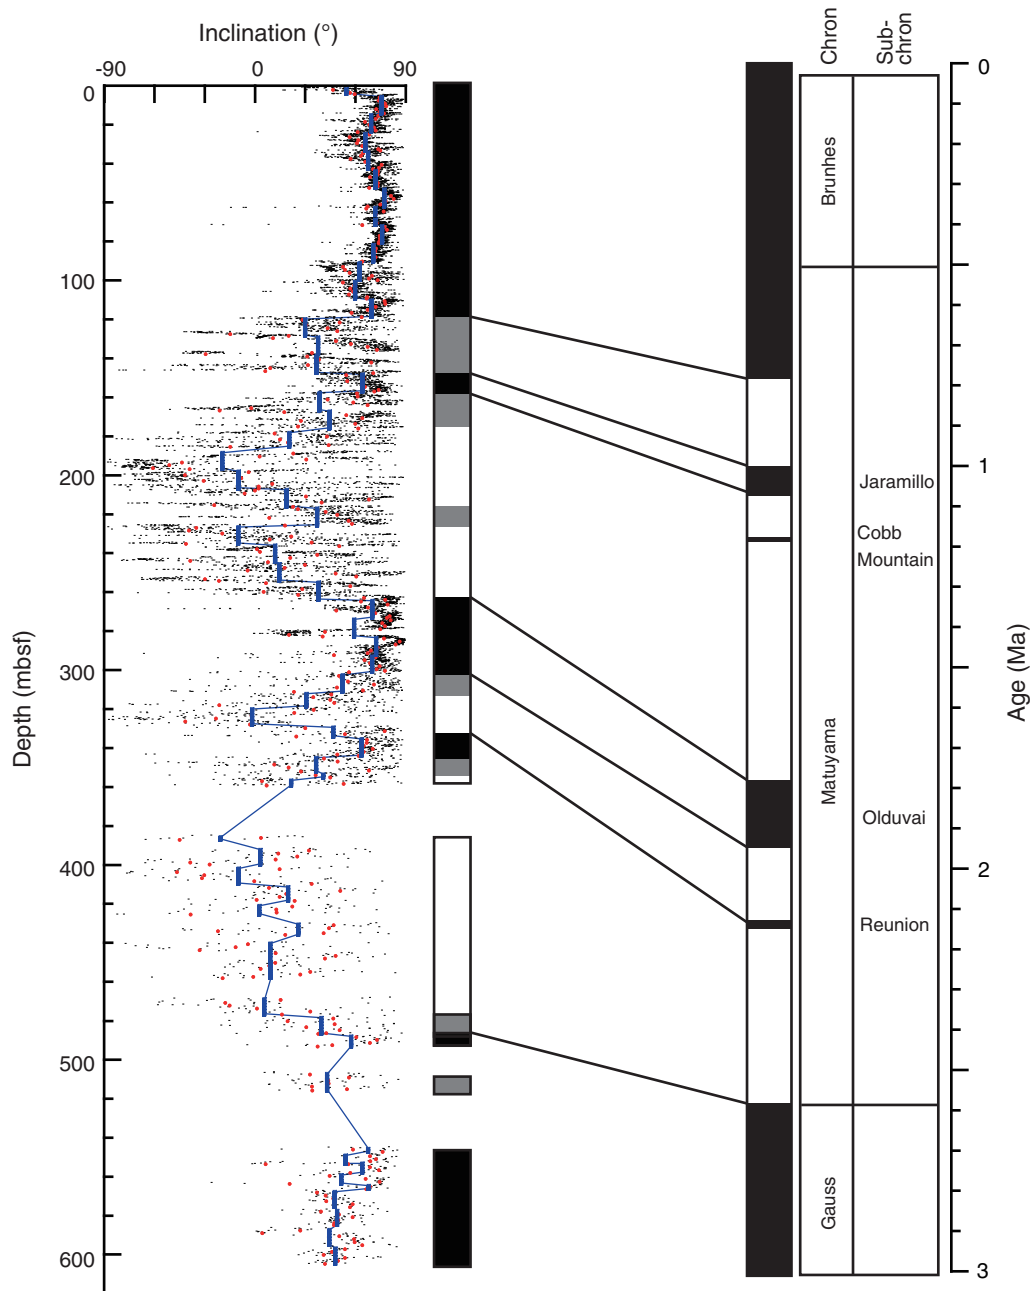 Inclination (°)
-90 0 90
Chron
Sub-
chron
0
100
200
300
400
500
600
Depth (mbsf)
Brunhes
Matuyama
Gauss
Jaramillo
Cobb
Mountain
Olduvai
Reunion
0
1
2
3
Age (Ma)